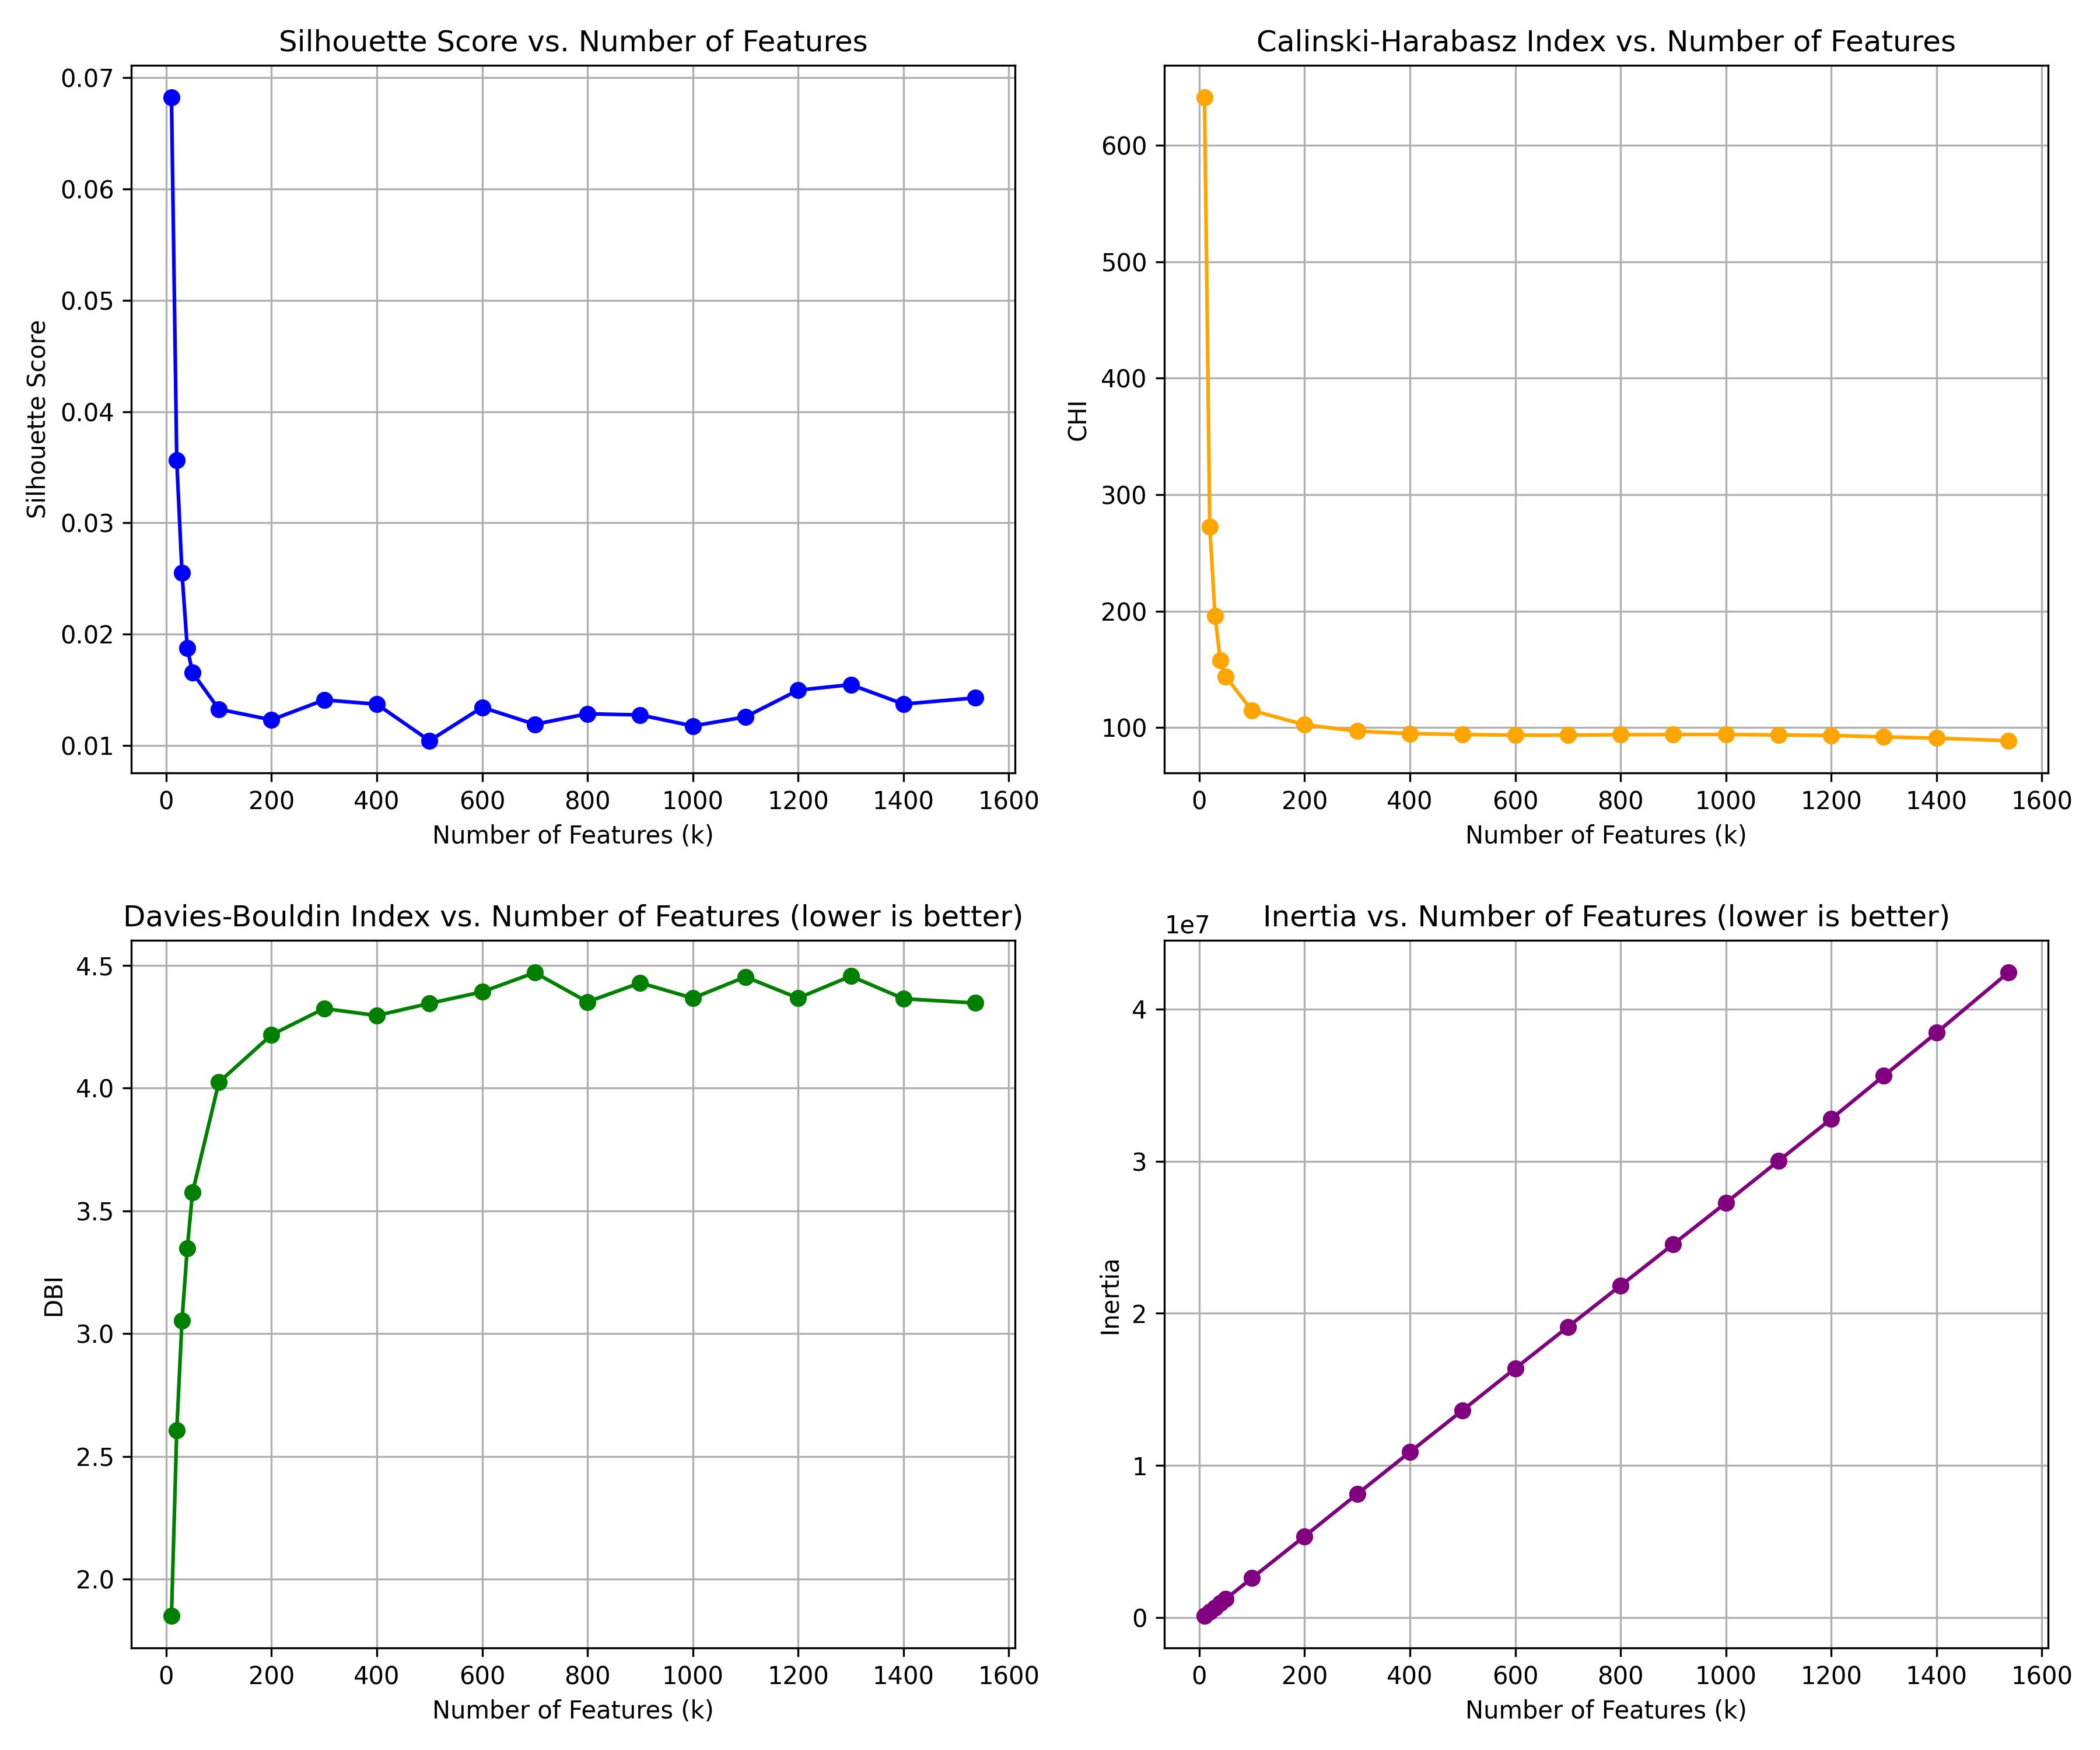 Silhouette Score vs. Number of Features
0.07
0.06
0.05
0.04
0.03
0.02
0.01
Silhouette Score
0 200 400 600 800 1000 1200 1400 1600
Number of Features (k)
Calinski-Harabasz Index vs. Number of Features
600
500
400
300
200
100
CHI
0 200 400 600 800 1000 1200 1400 1600
Number of Features (k)
Davies-Bouldin Index vs. Number of Features (lower is better)
4.5
4.0
3.5
3.0
2.5
2.0
DBI
0 200 400 600 800 1000 1200 1400 1600
Number of Features (k)
Inertia vs. Number of Features (lower is better)
1e7
4
3
2
1
0
Inertia
0 200 400 600 800 1000 1200 1400 1600
Number of Features (k)